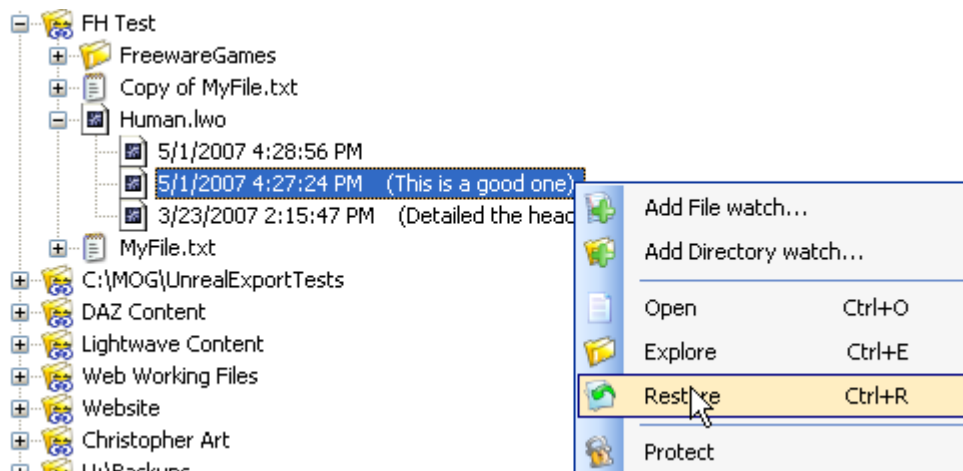 FH Test
FreewareGames
Copy of MyFile.txt
Human.lwo
5/1/2007 4:28:56 PM
5/1/2007 4:27:24 PM (This is a good one)
3/23/2007 2:15:47 PM (Detailed the head
MyFile.txt
C:\MOG\UnrealExportTests
DAZ Content
Lightwave Content
Web Working Files
Website
Christopher Art
Add File watch...
Add Directory watch...
Open Ctrl+O
Explore Ctrl+E
Restore Ctrl+R
Protect